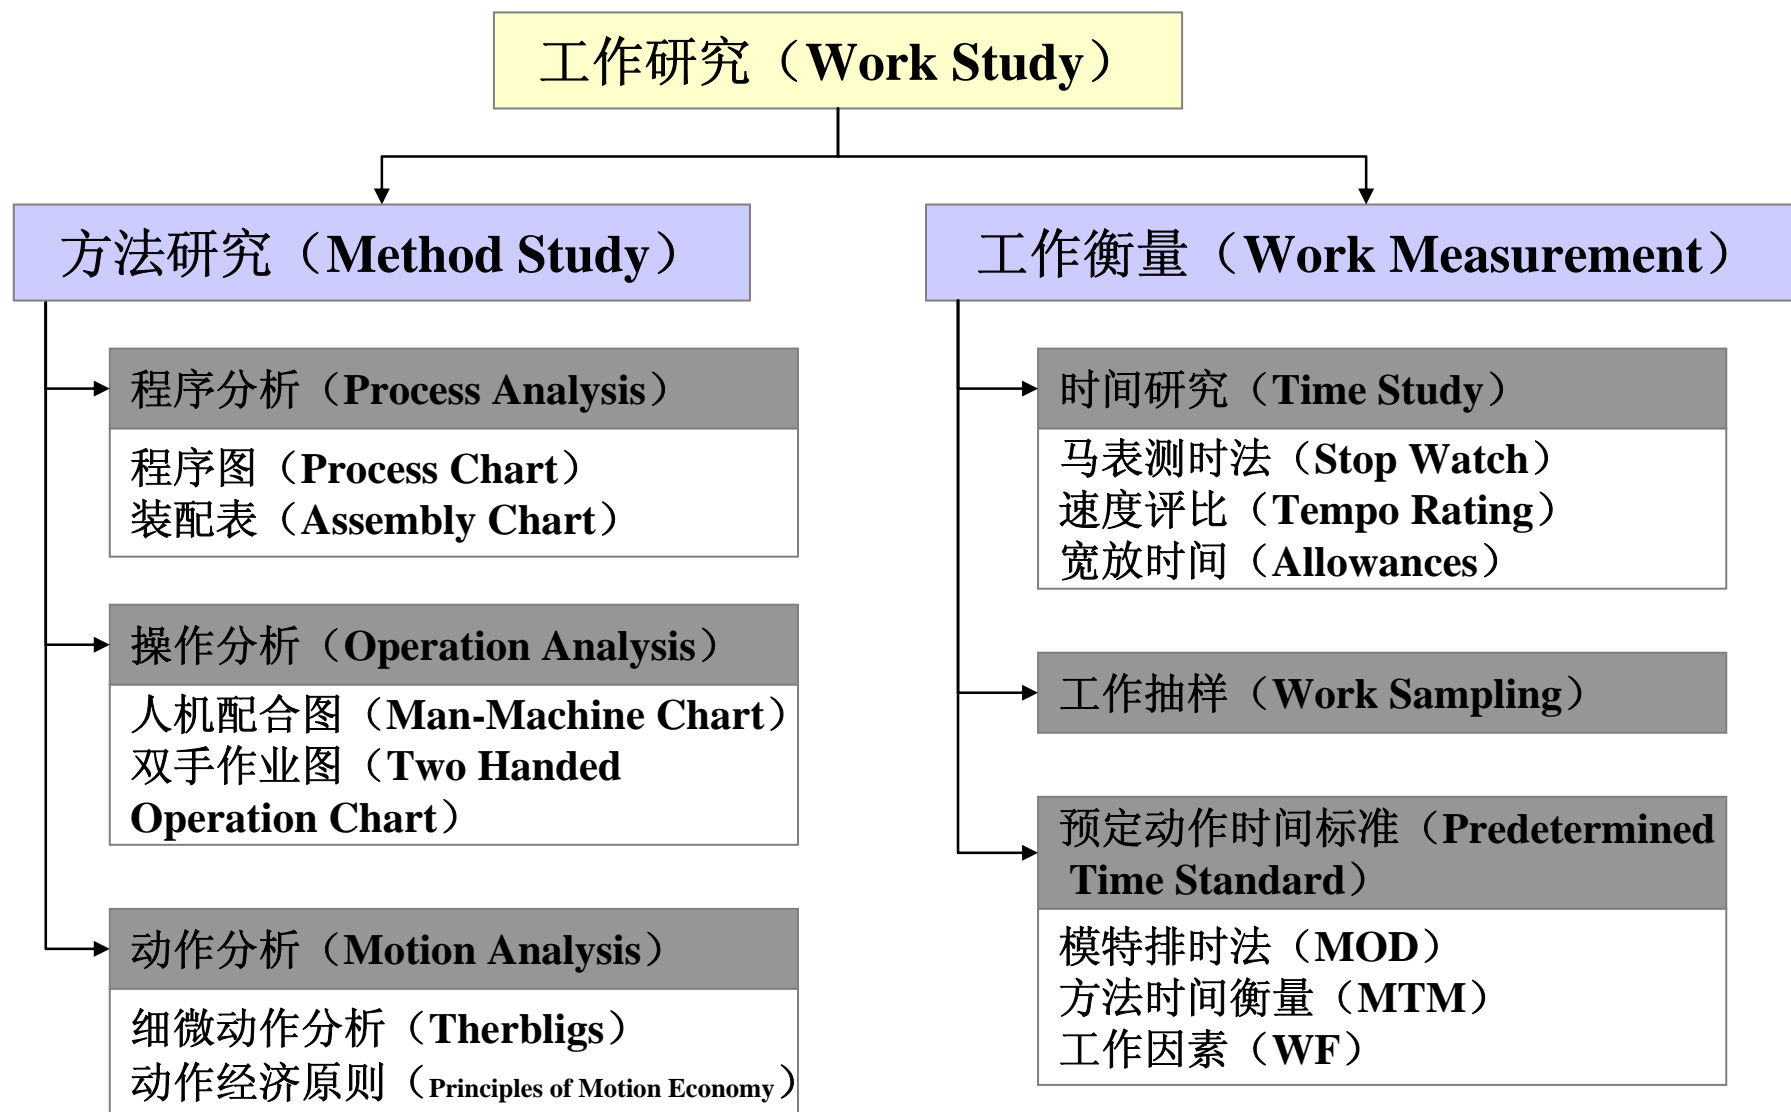 工作研究（Work Study）
方法研究（Method Study）
程序分析（Process Analysis）
程序图（Process Chart）
装配表（Assembly Chart）
操作分析（Operation Analysis）
人机配合图（Man-Machine Chart）
双手作业图（Two Handed
Operation Chart）
动作分析（Motion Analysis）
细微动作分析（Therbligs）
动作经济原则（Principles of Motion Economy）
工作衡量（Work Measurement）
时间研究（Time Study）
马表测时法（Stop Watch）
速度评比（Tempo Rating）
宽放时间（Allowances）
工作抽样（Work Sampling）
预定动作时间标准（Predetermined
Time Standard）
模特排时法（MOD）
方法时间衡量（MTM）
工作因素（WF）